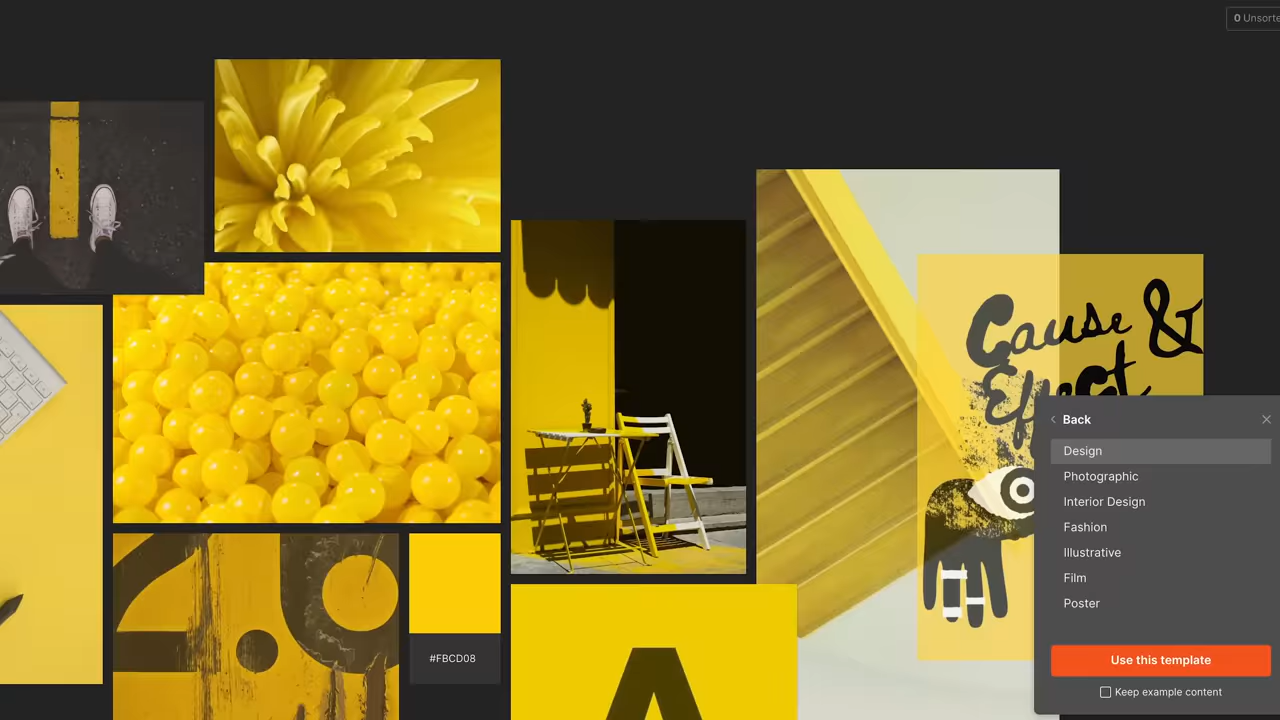 0 Unsorte
Cause &
Effect
#FBCD08
A
Back
Design
Photographic
Interior Design
Fashion
Illustrative
Film
Poster
Use this template
Keep example content